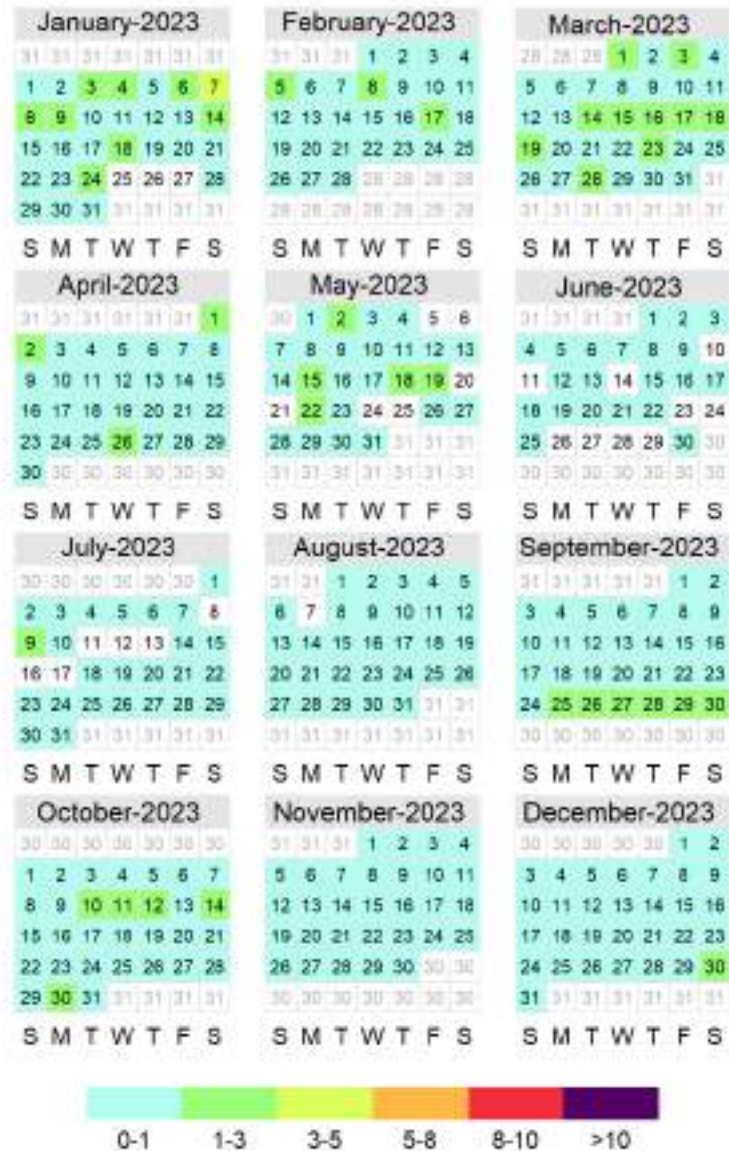 January-2023
31 31 31 31 31 31 31
1 2 3 4 5 6 7
8 9 10 11 12 13 14
15 16 17 18 19 20 21
22 23 24 25 26 27 28
29 30 31 31 31 31 31
S M T W T F S
February-2023
31 31 31 1 2 3 4
5 6 7 8 9 10 11
12 13 14 15 16 17 18
19 20 21 22 23 24 25
26 27 28 28 28 28 28
28 28 28 28 28 28 28
S M T W T F S
March-2023
28 28 28 1 2 3 4
5 6 7 8 9 10 11
12 13 14 15 16 17 18
19 20 21 22 23 24 25
26 27 28 29 30 31 31
31 31 31 31 31 31 31
S M T W T F S
April-2023
31 31 31 31 31 31 1
2 3 4 5 6 7 8
9 10 11 12 13 14 15
16 17 18 19 20 21 22
23 24 25 26 27 28 29
30 30 30 30 30 30 30
S M T W T F S
May-2023
30 1 2 3 4 5 6
7 8 9 10 11 12 13
14 15 16 17 18 19 20
21 22 23 24 25 26 27
28 29 30 31 31 31 31
31 31 31 31 31 31 31
S M T W T F S
June-2023
31 31 31 31 1 2 3
4 5 6 7 8 9 10
11 12 13 14 15 16 17
18 19 20 21 22 23 24
25 26 27 28 29 30 30
30 30 30 30 30 30 30
S M T W T F S
July-2023
30 30 30 30 30 30 1
2 3 4 5 6 7 8
9 10 11 12 13 14 15
16 17 18 19 20 21 22
23 24 25 26 27 28 29
30 31 31 31 31 31 31
S M T W T F S
August-2023
31 31 1 2 3 4 5
6 7 8 9 10 11 12
13 14 15 16 17 18 19
20 21 22 23 24 25 26
27 28 29 30 31 31 31
31 31 31 31 31 31 31
S M T W T F S
September-2023
31 31 31 31 31 1 2
3 4 5 6 7 8 9
10 11 12 13 14 15 16
17 18 19 20 21 22 23
24 25 26 27 28 29 30
30 30 30 30 30 30 30
S M T W T F S
October-2023
30 30 30 30 30 30 30
1 2 3 4 5 6 7
8 9 10 11 12 13 14
15 16 17 18 19 20 21
22 23 24 25 26 27 28
29 30 31 31 31 31 31
S M T W T F S
November-2023
31 31 31 1 2 3 4
5 6 7 8 9 10 11
12 13 14 15 16 17 18
19 20 21 22 23 24 25
26 27 28 29 30 30 30
30 30 30 30 30 30 30
S M T W T F S
December-2023
30 30 30 30 30 1 2
3 4 5 6 7 8 9
10 11 12 13 14 15 16
17 18 19 20 21 22 23
24 25 26 27 28 29 30
31 31 31 31 31 31 31
S M T W T F S
0-1 1-3 3-5 5-8 8-10 >10